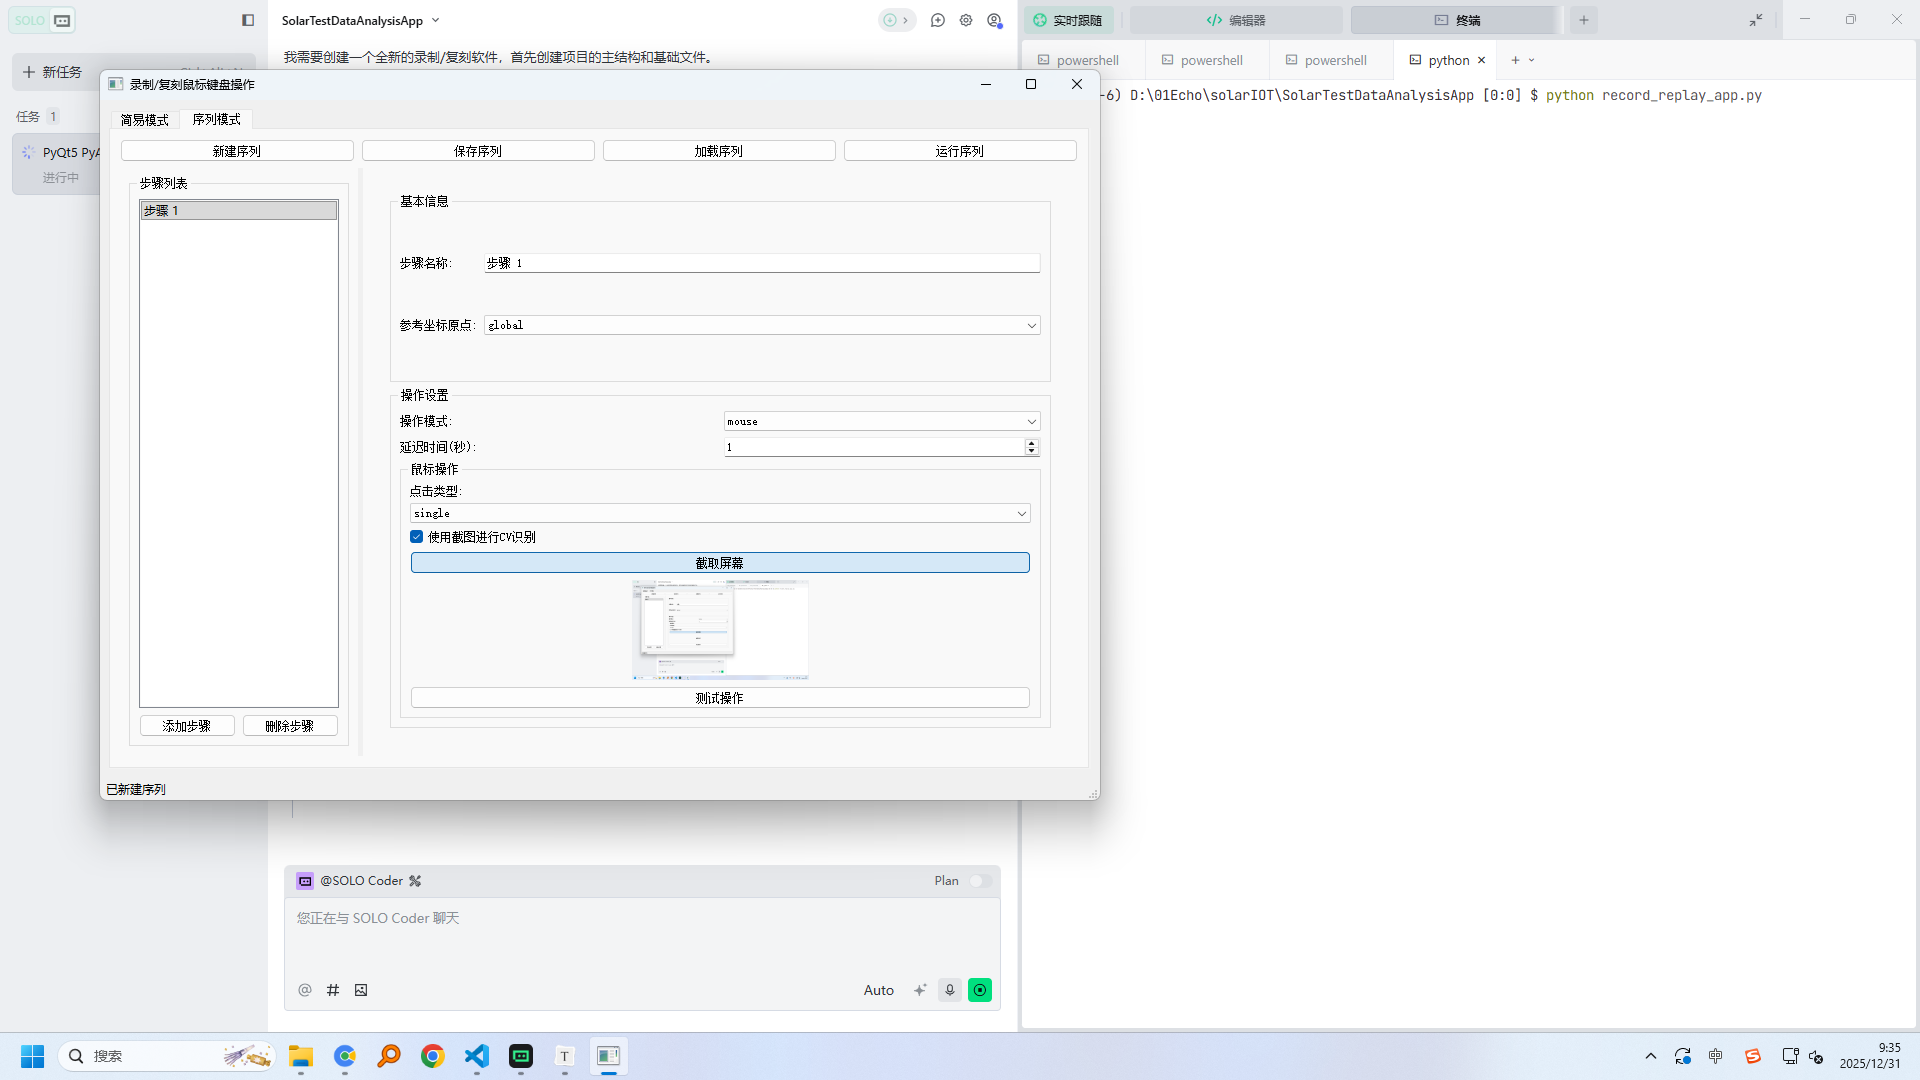 SOLO
SolarTestDataAnalysisApp
实时跟随
编辑器
终端
新任务
我需要创建一个全新的录制/复刻软件，首先创建项目的主结构和基础文件。
powershell
powershell
powershell
python
录制/复刻鼠标键盘操作
-6) D:\01Echo\solarIOT\SolarTestDataAnalysisApp [0:0] $ python record_replay_app.py
任务 1
简易模式
序列模式
PyQt5 PyA
进行中
新建序列
保存序列
加载序列
运行序列
步骤列表
步骤 1
基本信息
步骤名称:
步骤 1
参考坐标原点:
global
操作设置
操作模式:
mouse
延迟时间(秒):
1
鼠标操作
点击类型:
single
使用截图进行CV识别
截取屏幕
测试操作
添加步骤
删除步骤
已新建序列
@SOLO Coder
Plan
您正在与 SOLO Coder 聊天
@
#
Auto
搜索
T
中
9:35
2025/12/31